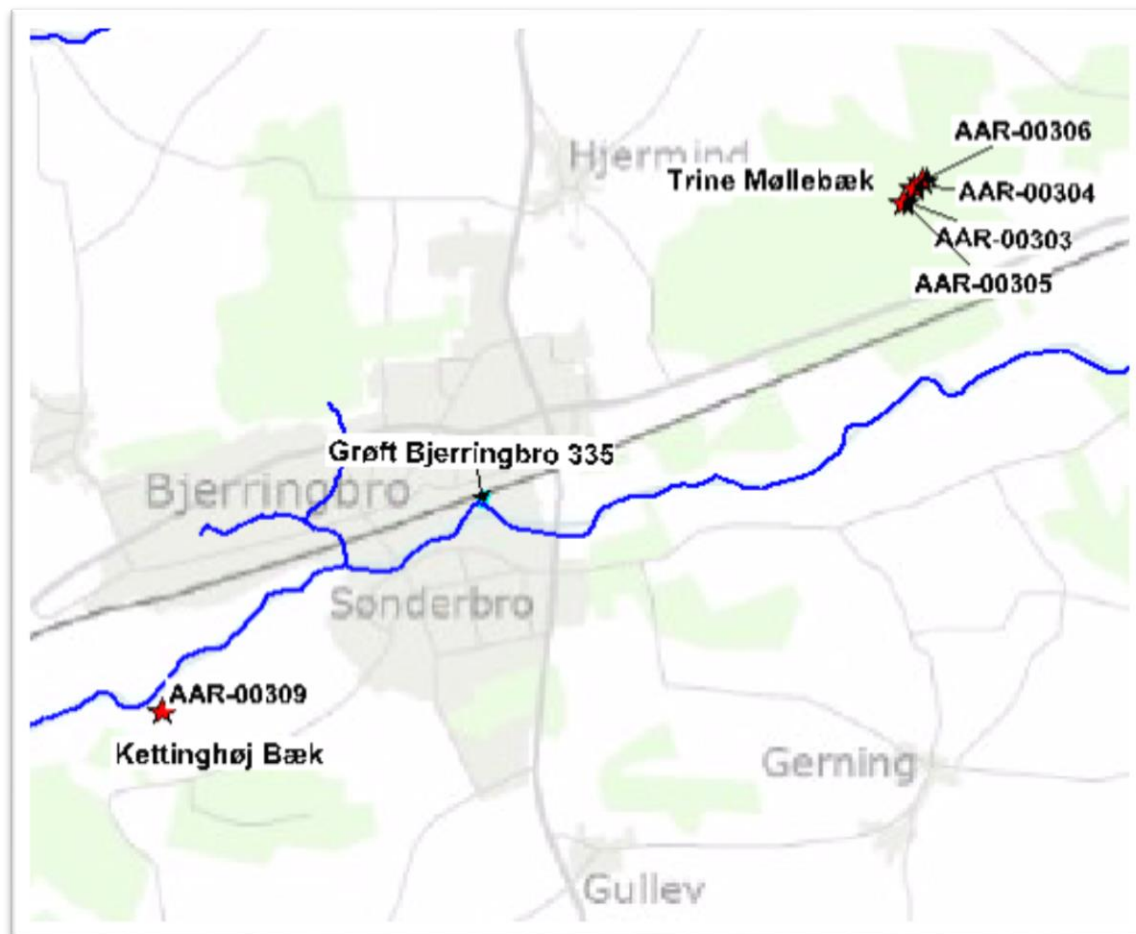 AAR-00306
Hjermind
Trine Møllebæk
AAR-00304
AAR-00303
AAR-00305
Grøft Bjerringbro 335
Bjerringbro
Sønderbro
AAR-00309
Kettinghøj Bæk
Gerning
Gullev